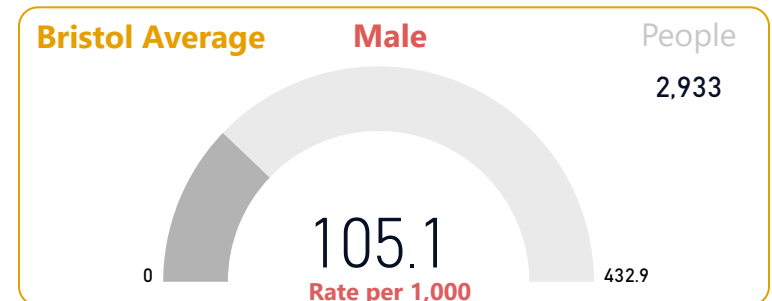 Bristol Average Male People
2,933
105.1
0 432.9
Rate per 1,000